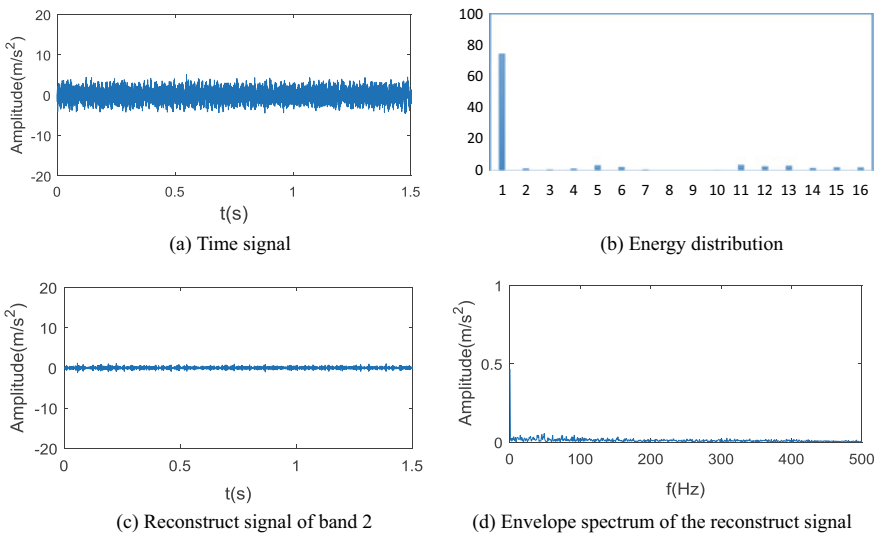 20
10
0
-10
-20
Amplitude(m/s²)
0 0.5 1 1.5
t(s)
(a) Time signal
100
80
60
40
20
0
1 2 3 4 5 6 7 8 9 10 11 12 13 14 15 16
(b) Energy distribution
20
10
0
-10
-20
Amplitude(m/s²)
0 0.5 1 1.5
t(s)
(c) Reconstruct signal of band 2
1
0.5
0
Amplitude(m/s²)
0 100 200 300 400 500
f(Hz)
(d) Envelope spectrum of the reconstruct signal